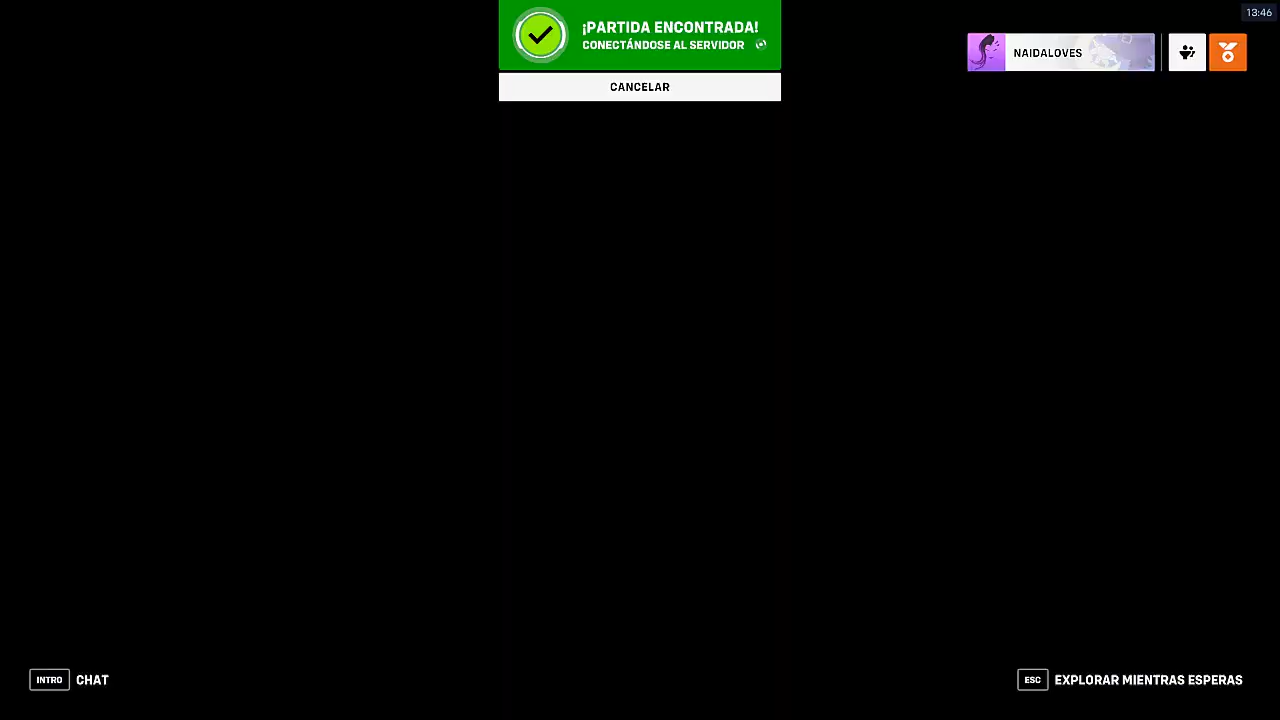 13:46
¡PARTIDA ENCONTRADA!
CONECTÁNDOSE AL SERVIDOR
NAIDALOVES
CANCELAR
INTRO CHAT
ESC EXPLORAR MIENTRAS ESPERAS